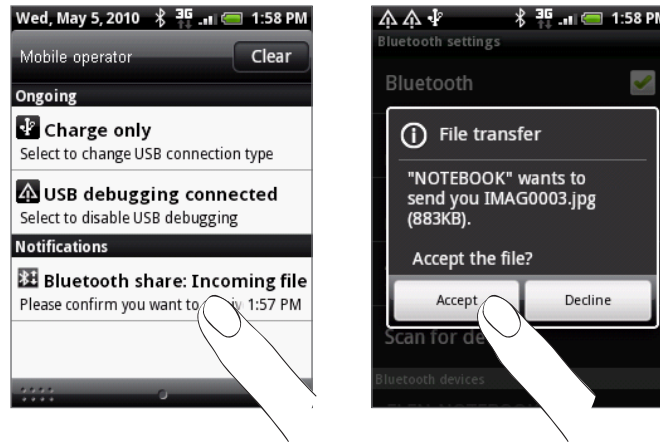 Wed, May 5, 2010 3G 1:58 PM
Mobile operator Clear
Ongoing
Charge only
Select to change USB connection type
USB debugging connected
Select to disable USB debugging
Notifications
Bluetooth share: Incoming file
Please confirm you want to 1:57 PM
3G 1:58 PM
Bluetooth settings
Bluetooth
File transfer
"NOTEBOOK" wants to
send you IMAG0003.jpg
(883KB).
Accept the file?
Accept Decline
Scan for de
Bluetooth devices